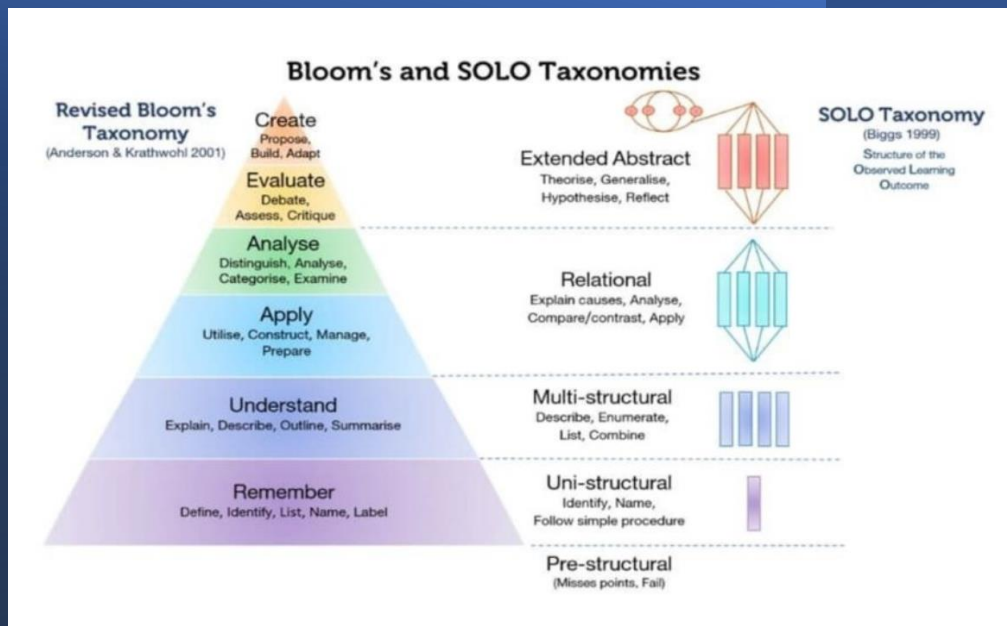 Bloom's and SOLO Taxonomies
Revised Bloom's
Taxonomy
(Anderson & Krathwohl 2001)
Create
Propose,
Build, Adapt
Evaluate
Debate,
Assess, Critique
Analyse
Distinguish, Analyse,
Categorise, Examine
Apply
Utilise, Construct, Manage,
Prepare
Understand
Explain, Describe, Outline, Summarise
Remember
Define, Identify, List, Name, Label
Extended Abstract
Theorise, Generalise,
Hypothesise, Reflect
Relational
Explain causes, Analyse,
Compare/contrast, Apply
Multi-structural
Describe, Enumerate,
List, Combine
Uni-structural
Identify, Name,
Follow simple procedure
Pre-structural
(Misses points, Fail)
SOLO Taxonomy
(Biggs 1999)
Structure of the
Observed Learning
Outcome